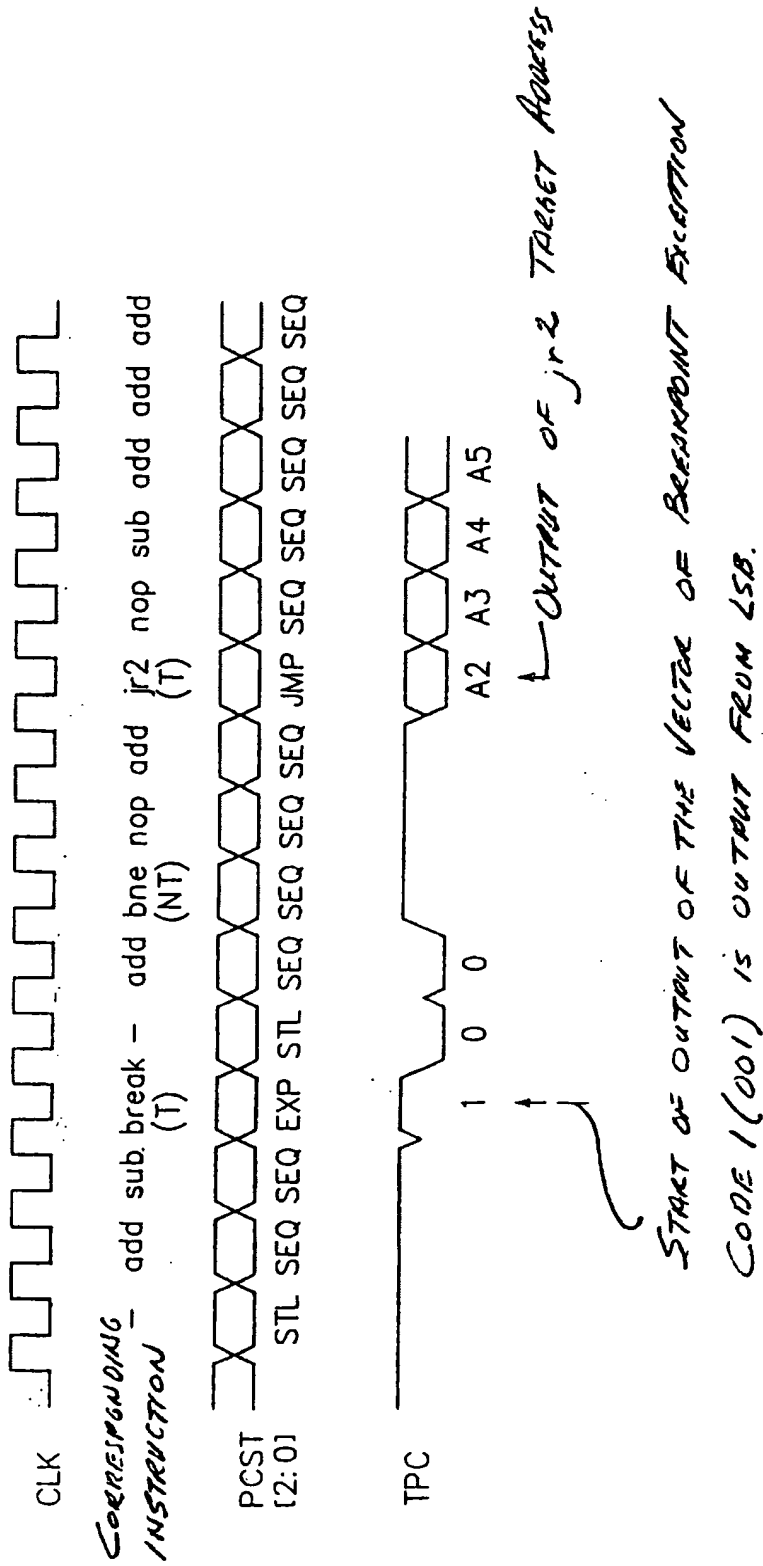 CLK
CORRESPONDING
INSTRUCTION
– add sub break – add bne nop add jr2 nop sub add add add
(T) (NT) (T)
PCST
[2:0]
STL SEQ SEQ EXP STL SEQ SEQ SEQ SEQ JMP SEQ SEQ SEQ SEQ SEQ
TPC
1 0 0 A2 A3 A4 A5
OUTPUT OF jr2 TARGET ADDRESS
START OF OUTPUT OF THE VECTOR OF BREAKPOINT EXCEPTION
CODE 1 (001) is OUTPUT FROM LSB.